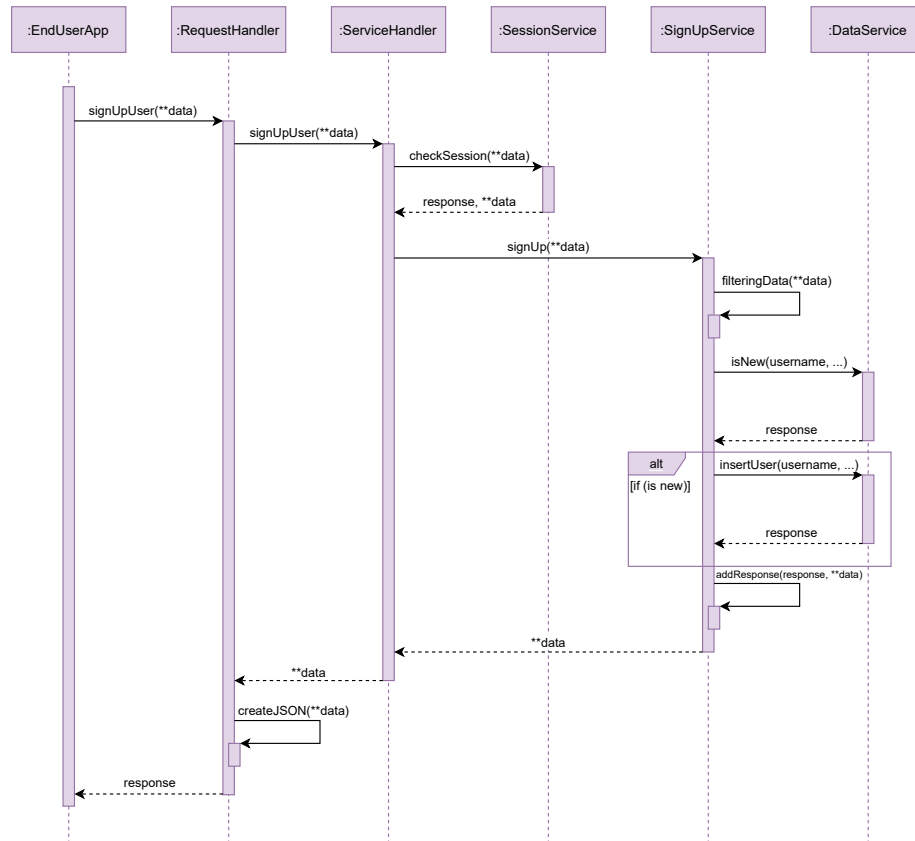 :EndUserApp
:RequestHandler
:ServiceHandler
:SessionService
:SignUpService
:DataService
signUpUser(**data)
signUpUser(**data)
checkSession(**data)
response, **data
signUp(**data)
filteringData(**data)
isNew(username, ...)
response
alt
insertUser(username, ...)
[if (is new)]
response
addResponse(response, **data)
**data
**data
createJSON(**data)
response